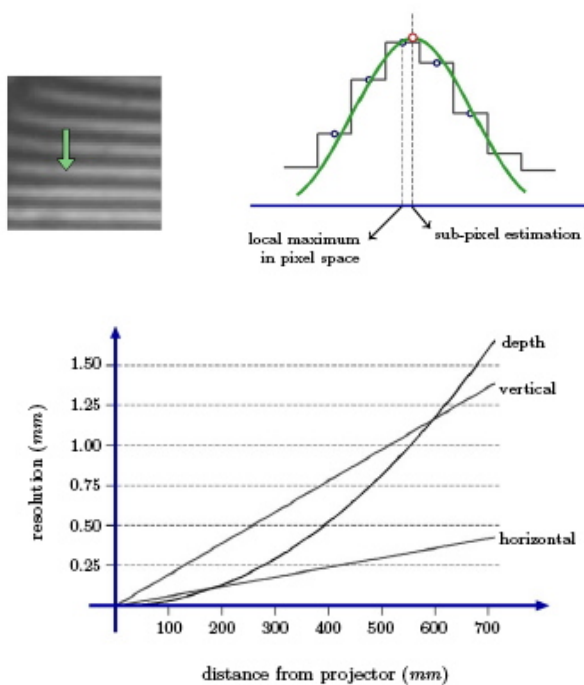 local maximum
in pixel space
sub-pixel estimation
resolution (mm)
1.50
1.25
1.00
0.75
0.50
0.25
100 200 300 400 500 600 700
distance from projector (mm)
depth
vertical
horizontal